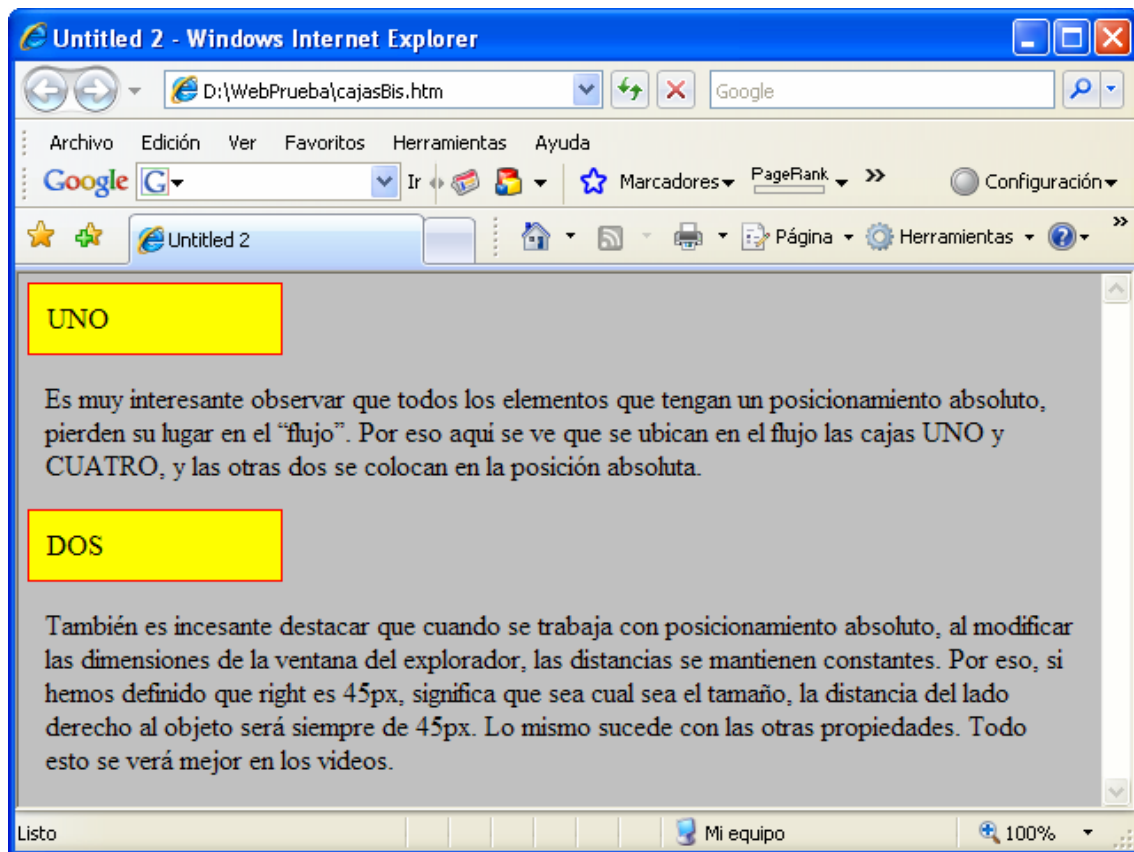 Untitled 2 - Windows Internet Explorer
D:\WebPrueba\cajasBis.htm
Google
Archivo Edición Ver Favoritos Herramientas Ayuda
Google G Ir Marcadores PageRank » Configuración
Untitled 2 Página Herramientas »
UNO
Es muy interesante observar que todos los elementos que tengan un posicionamiento absoluto,
pierden su lugar en el “flujo”. Por eso aquí se ve que se ubican en el flujo las cajas UNO y
CUATRO, y las otras dos se colocan en la posición absoluta.
DOS
También es incesante destacar que cuando se trabaja con posicionamiento absoluto, al modificar
las dimensiones de la ventana del explorador, las distancias se mantienen constantes. Por eso, si
hemos definido que right es 45px, significa que sea cual sea el tamaño, la distancia del lado
derecho al objeto será siempre de 45px. Lo mismo sucede con las otras propiedades. Todo
esto se verá mejor en los videos.
Listo Mi equipo 100%